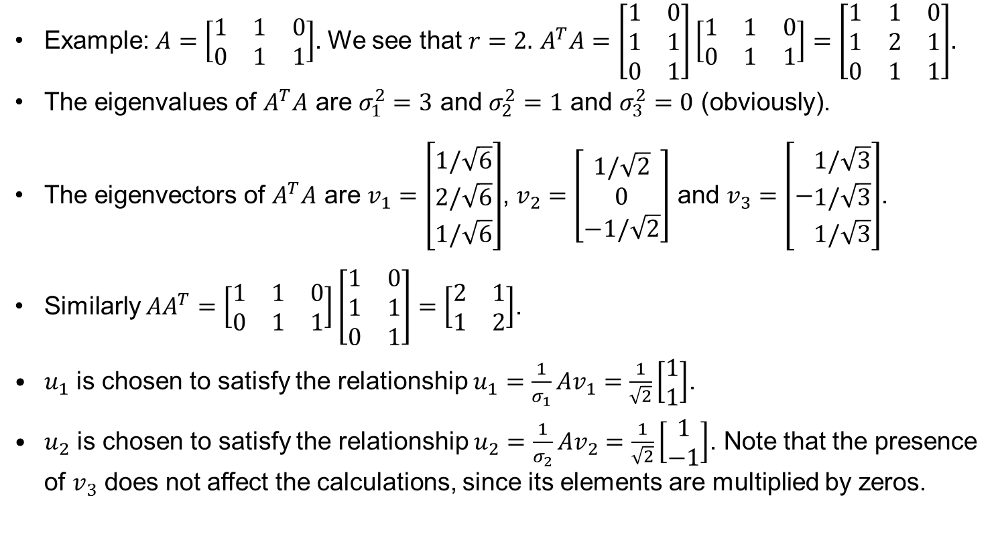 • Example: $A = \begin{bmatrix} 1 & 1 & 0 \\ 0 & 1 & 1 \end{bmatrix}$. We see that $r = 2$. $A^T A = \begin{bmatrix} 1 & 0 \\ 1 & 1 \\ 0 & 1 \end{bmatrix} \begin{bmatrix} 1 & 1 & 0 \\ 0 & 1 & 1 \end{bmatrix} = \begin{bmatrix} 1 & 1 & 0 \\ 1 & 2 & 1 \\ 0 & 1 & 1 \end{bmatrix}$.
• The eigenvalues of $A^T A$ are $\sigma_1^2 = 3$ and $\sigma_2^2 = 1$ and $\sigma_3^2 = 0$ (obviously).
• The eigenvectors of $A^T A$ are $v_1 = \begin{bmatrix} 1/\sqrt{6} \\ 2/\sqrt{6} \\ 1/\sqrt{6} \end{bmatrix}$, $v_2 = \begin{bmatrix} 1/\sqrt{2} \\ 0 \\ -1/\sqrt{2} \end{bmatrix}$ and $v_3 = \begin{bmatrix} 1/\sqrt{3} \\ -1/\sqrt{3} \\ 1/\sqrt{3} \end{bmatrix}$.
• Similarly $AA^T = \begin{bmatrix} 1 & 1 & 0 \\ 0 & 1 & 1 \end{bmatrix} \begin{bmatrix} 1 & 0 \\ 1 & 1 \\ 0 & 1 \end{bmatrix} = \begin{bmatrix} 2 & 1 \\ 1 & 2 \end{bmatrix}$.
• $u_1$ is chosen to satisfy the relationship $u_1 = \frac{1}{\sigma_1} A v_1 = \frac{1}{\sqrt{2}} \begin{bmatrix} 1 \\ 1 \end{bmatrix}$.
• $u_2$ is chosen to satisfy the relationship $u_2 = \frac{1}{\sigma_2} A v_2 = \frac{1}{\sqrt{2}} \begin{bmatrix} 1 \\ -1 \end{bmatrix}$. Note that the presence
of $v_3$ does not affect the calculations, since its elements are multiplied by zeros.